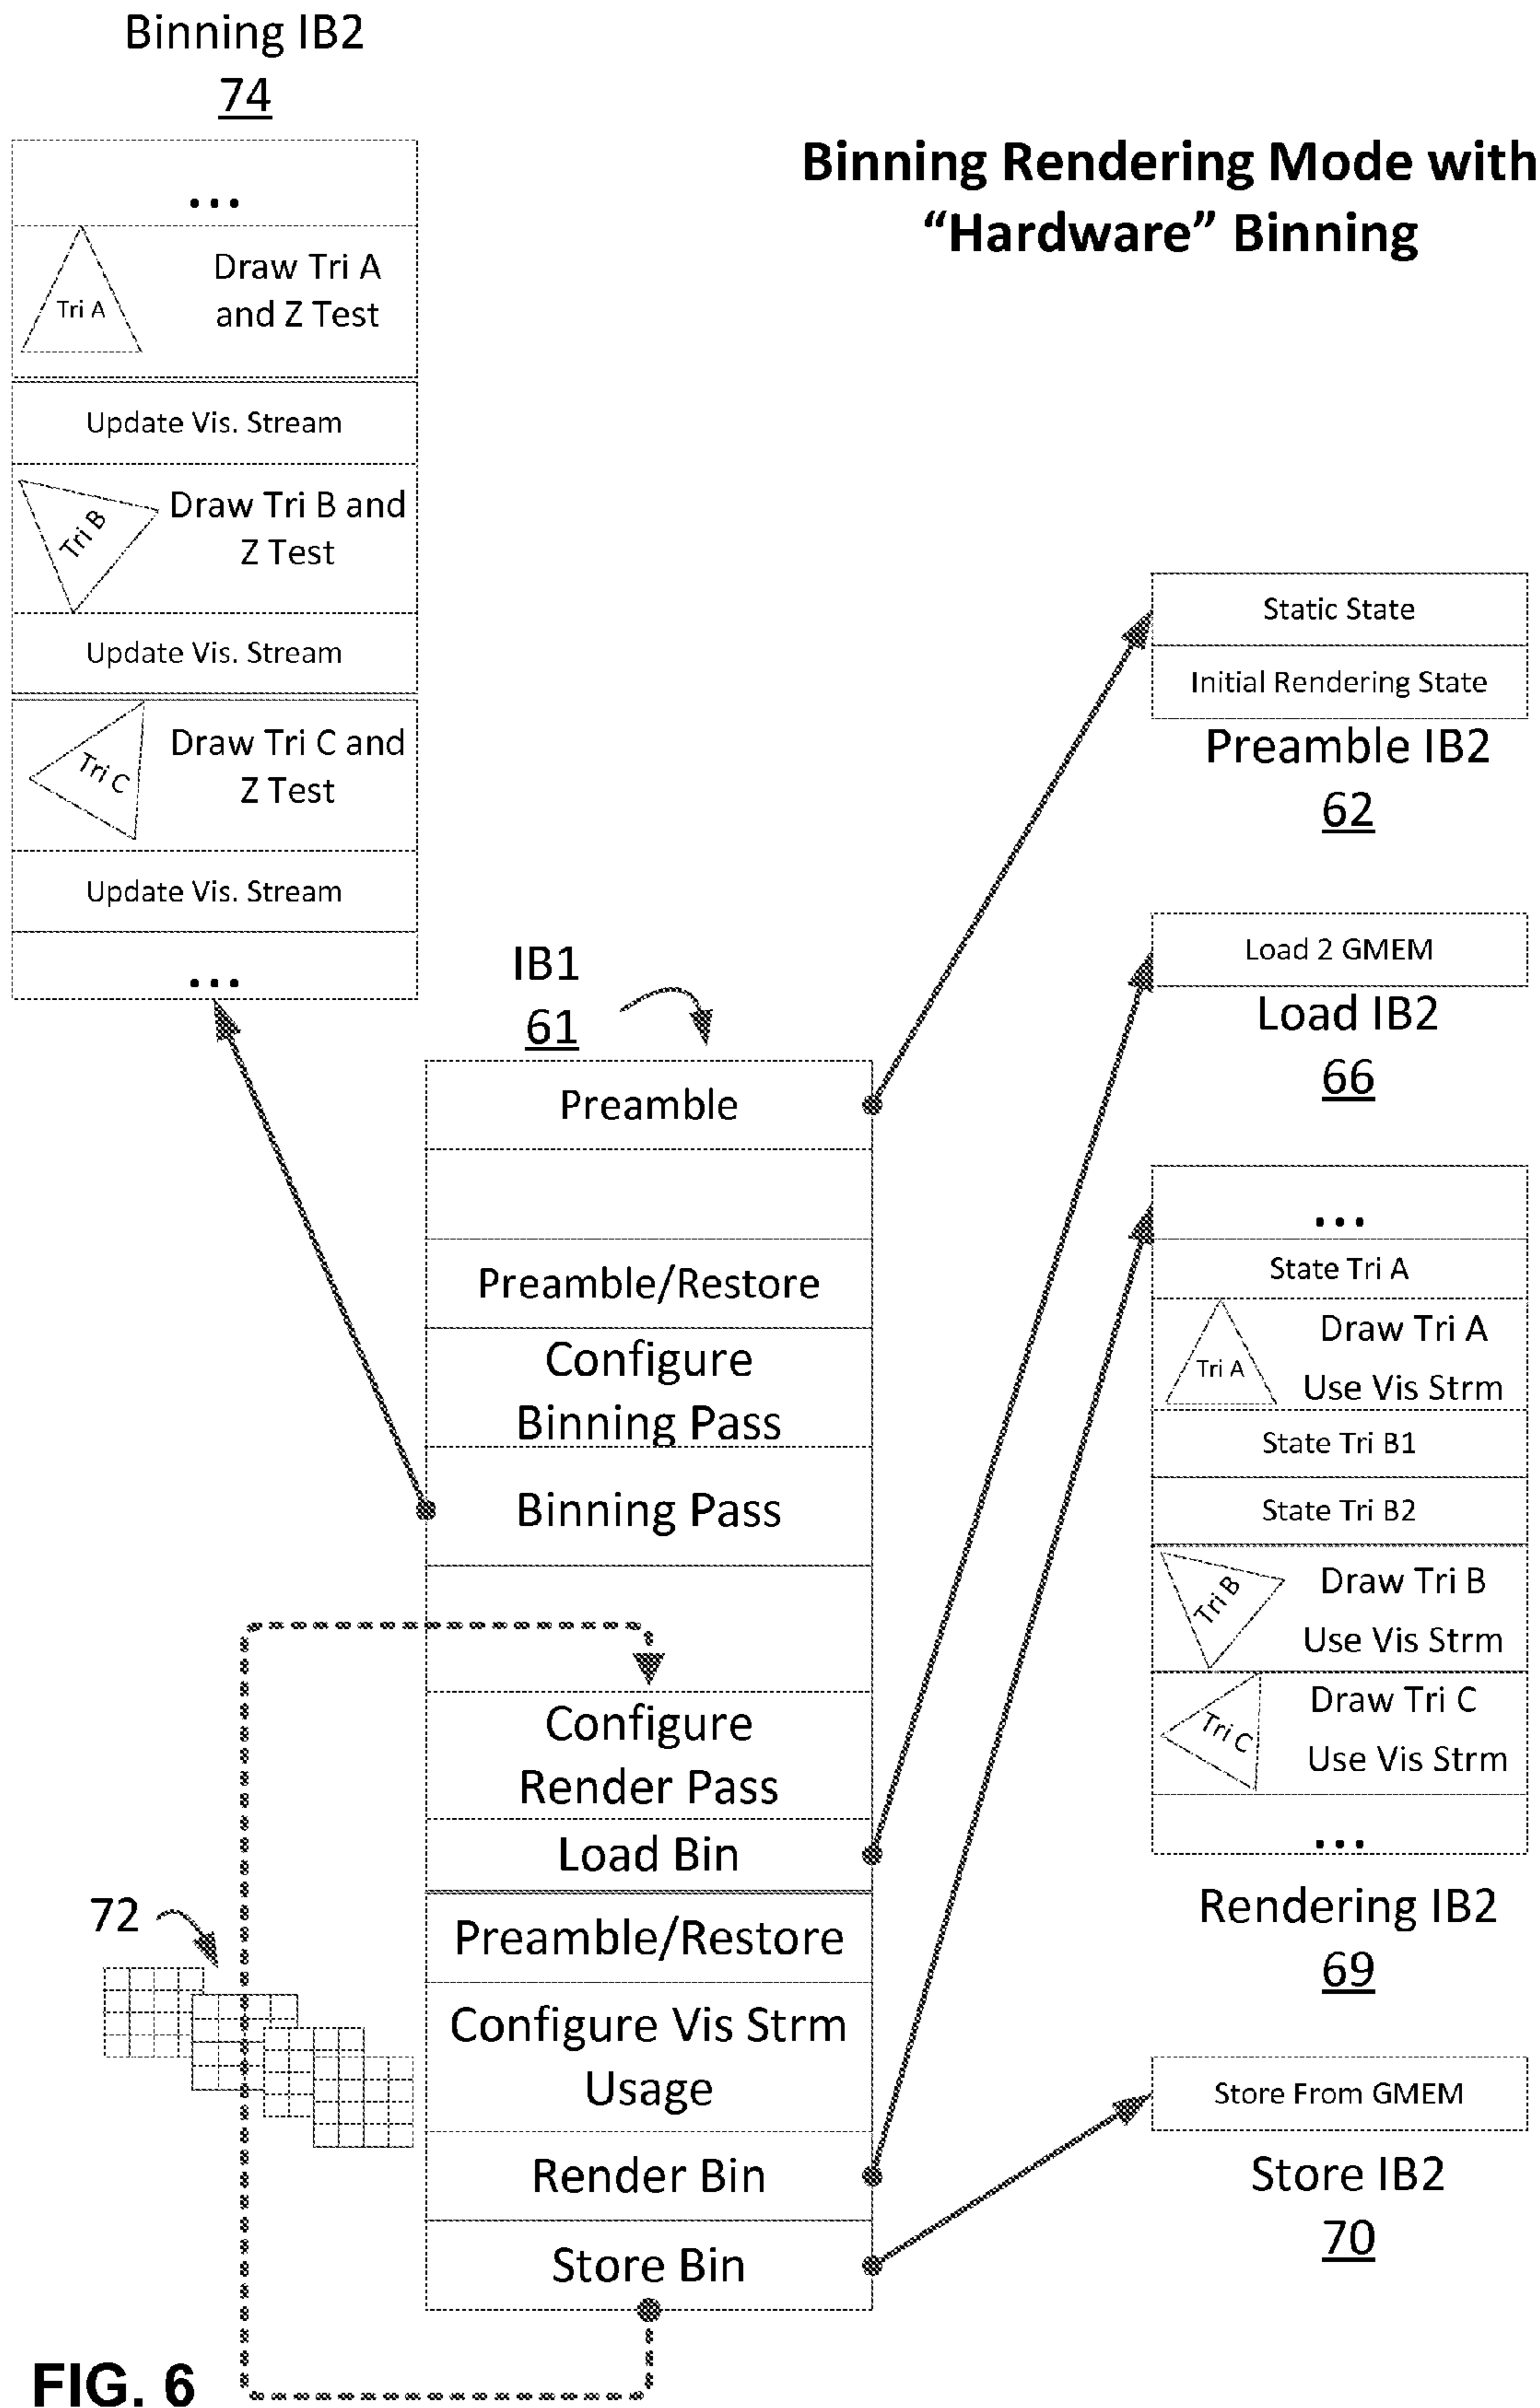 Binning IB2
74
Binning Rendering Mode with
“Hardware” Binning
...
Tri A
Draw Tri A
and Z Test
Update Vis. Stream
Tri B
Draw Tri B and
Z Test
Update Vis. Stream
Tri C
Draw Tri C and
Z Test
Update Vis. Stream
...
IB1
61
Preamble
Preamble/Restore
Configure
Binning Pass
Binning Pass
Configure
Render Pass
Load Bin
Preamble/Restore
Configure Vis Strm
Usage
Render Bin
Store Bin
72
Static State
Initial Rendering State
Preamble IB2
62
Load 2 GMEM
Load IB2
66
...
State Tri A
Tri A
Draw Tri A
Use Vis Strm
State Tri B1
State Tri B2
Tri B
Draw Tri B
Use Vis Strm
Tri C
Draw Tri C
Use Vis Strm
...
Rendering IB2
69
Store From GMEM
Store IB2
70
FIG. 6